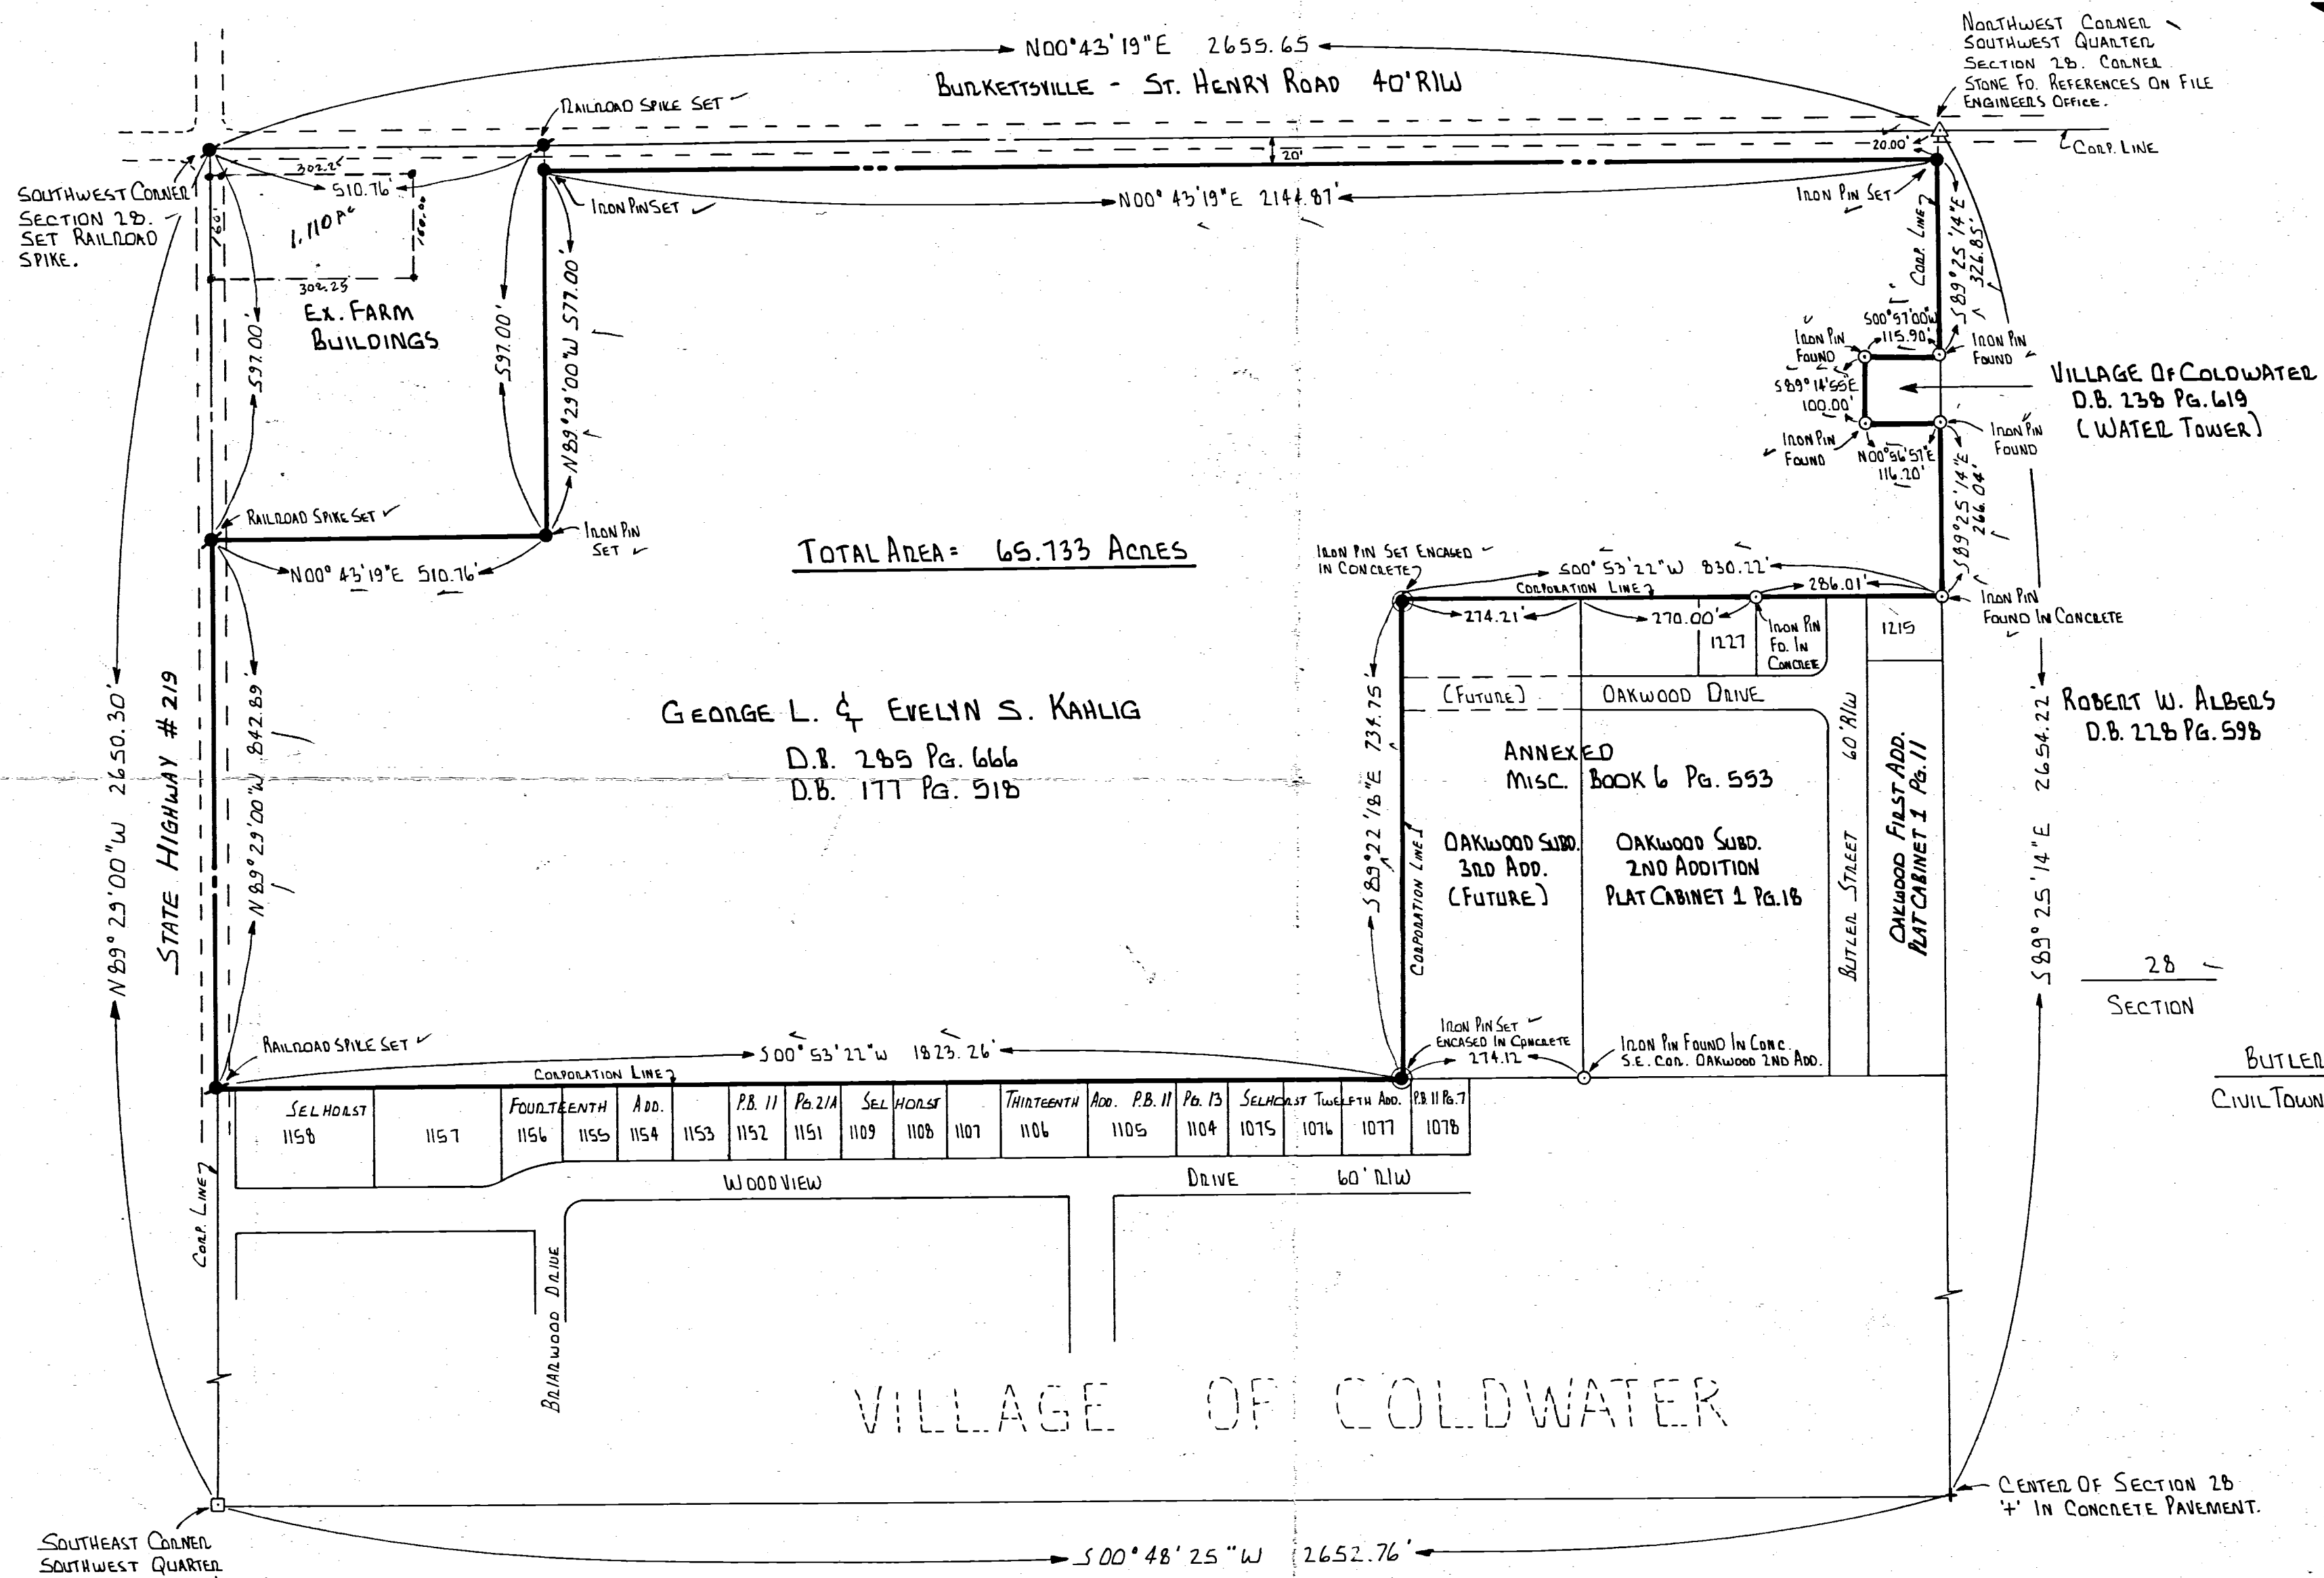 N00°43'19"E 2655.65
BURKETTSVILLE - ST. HENRY ROAD 40'R/W
NORTHWEST CORNER
SOUTHWEST QUARTER
SECTION 28. CORNER
STONE FD. REFERENCES ON FILE
ENGINEERS OFFICE.
RAILROAD SPIKE SET
20'
20.00'
CORP. LINE
SOUTHWEST CORNER
SECTION 28.
SET RAILROAD
SPIKE.
302.25
510.76'
160'
1.110 Ac
160.00
302.25
EX. FARM
BUILDINGS
IRON PIN SET
N00° 43'19"E 2144.87'
IRON PIN SET
CORP. LINE
S89°25'14"E
326.85'
597.00'
597.00'
N89°29'00"W 577.00'
S00°57'00"W
115.90'
IRON PIN
FOUND
IRON PIN
FOUND
S89°14'55"E
100.00'
VILLAGE OF COLDWATER
D.B. 238 PG. 619
(WATER TOWER)
IRON PIN
FOUND
N00°56'57"E
116.20'
IRON PIN
FOUND
S89°25'14"E
266.04'
RAILROAD SPIKE SET
IRON PIN
SET
N00° 43'19"E 510.76'
TOTAL AREA = 65.733 ACRES
IRON PIN SET ENCASED
IN CONCRETE
S00° 53'22"W 830.22'
CORPORATION LINE
286.01'
274.21'
270.00'
1227
IRON PIN
FD. IN
CONCRETE
1215
IRON PIN
FOUND IN CONCRETE
N89°29'00"W 2650.30'
STATE HIGHWAY #219
N89°29'00"W 842.89'
GEORGE L. & EVELYN S. KAHLIG
D.B. 285 PG. 666
D.B. 177 PG. 518
S89°22'18"E 734.75'
CORPORATION LINE
(FUTURE)
OAKWOOD DRIVE
ANNEXED
MISC. BOOK 6 PG. 553
OAKWOOD SUBD.
3RD ADD.
(FUTURE)
OAKWOOD SUBD.
2ND ADDITION
PLAT CABINET 1 PG.18
BUTLER STREET 60'R/W
OAKWOOD FIRST ADD.
PLAT CABINET 1 PG.11
S89°25'14"E 2654.22'
ROBERT W. ALBERS
D.B. 228 PG. 598
28
SECTION
BUTLER
CIVIL TOWN
RAILROAD SPIKE SET
S00°53'22"W 1823.26'
CORPORATION LINE
IRON PIN SET
ENCASED IN CONCRETE
274.12
IRON PIN FOUND IN CONC.
S.E. COR. OAKWOOD 2ND ADD.
SELHORST FOURTEENTH ADD. P.B. 11 PG.21A SELHORST THIRTEENTH ADD. P.B. 11 PG. 13 SELHORST TWELFTH ADD. P.B. 11 PG.7
1158 1157 1156 1155 1154 1153 1152 1151 1109 1108 1107 1106 1105 1104 1075 1076 1077 1078
WOODVIEW DRIVE 60' R/W
CORP. LINE
BRIARWOOD DRIVE
VILLAGE OF COLDWATER
CENTER OF SECTION 28
'+' IN CONCRETE PAVEMENT.
SOUTHEAST CORNER
SOUTHWEST QUARTER
S00°48'25"W 2652.76'